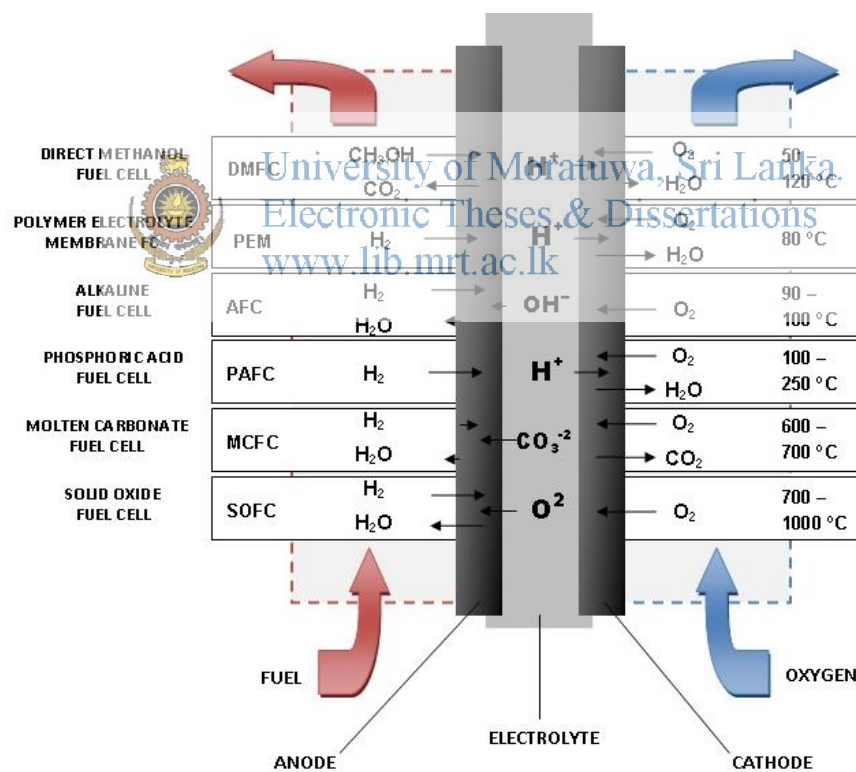 DIRECT METHANOL
FUEL CELL
DMFC
CH₃OH
CO₂
H⁺
O₂
H₂O
50 –
120 °C
University of Moratuwa, Sri Lanka.
Electronic Theses & Dissertations
www.lib.mrt.ac.lk
POLYMER ELECTROLYTE
MEMBRANE FC
PEM
H₂
H⁺
O₂
H₂O
80 °C
ALKALINE
FUEL CELL
AFC
H₂
H₂O
OH⁻
O₂
90 –
100 °C
PHOSPHORIC ACID
FUEL CELL
PAFC
H₂
H⁺
O₂
H₂O
100 –
250 °C
MOLTEN CARBONATE
FUEL CELL
MCFC
H₂
H₂O
CO₃⁻²
O₂
CO₂
600 –
700 °C
SOLID OXIDE
FUEL CELL
SOFC
H₂
H₂O
O²
O₂
700 –
1000 °C
FUEL
OXYGEN
ANODE
ELECTROLYTE
CATHODE